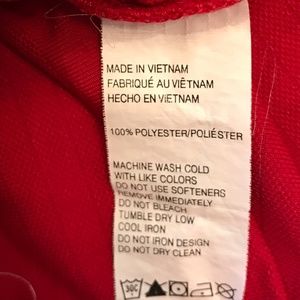 MADE IN VIETNAM
FABRIQUÉ AU VIÊTNAM
HECHO EN VIETNAM
100% POLYESTER/POLIÉSTER
MACHINE WASH COLD
WITH LIKE COLORS
DO NOT USE SOFTENERS
REMOVE IMMEDIATELY
DO NOT BLEACH
TUMBLE DRY LOW
COOL IRON
DO NOT IRON DESIGN
DO NOT DRY CLEAN
30C